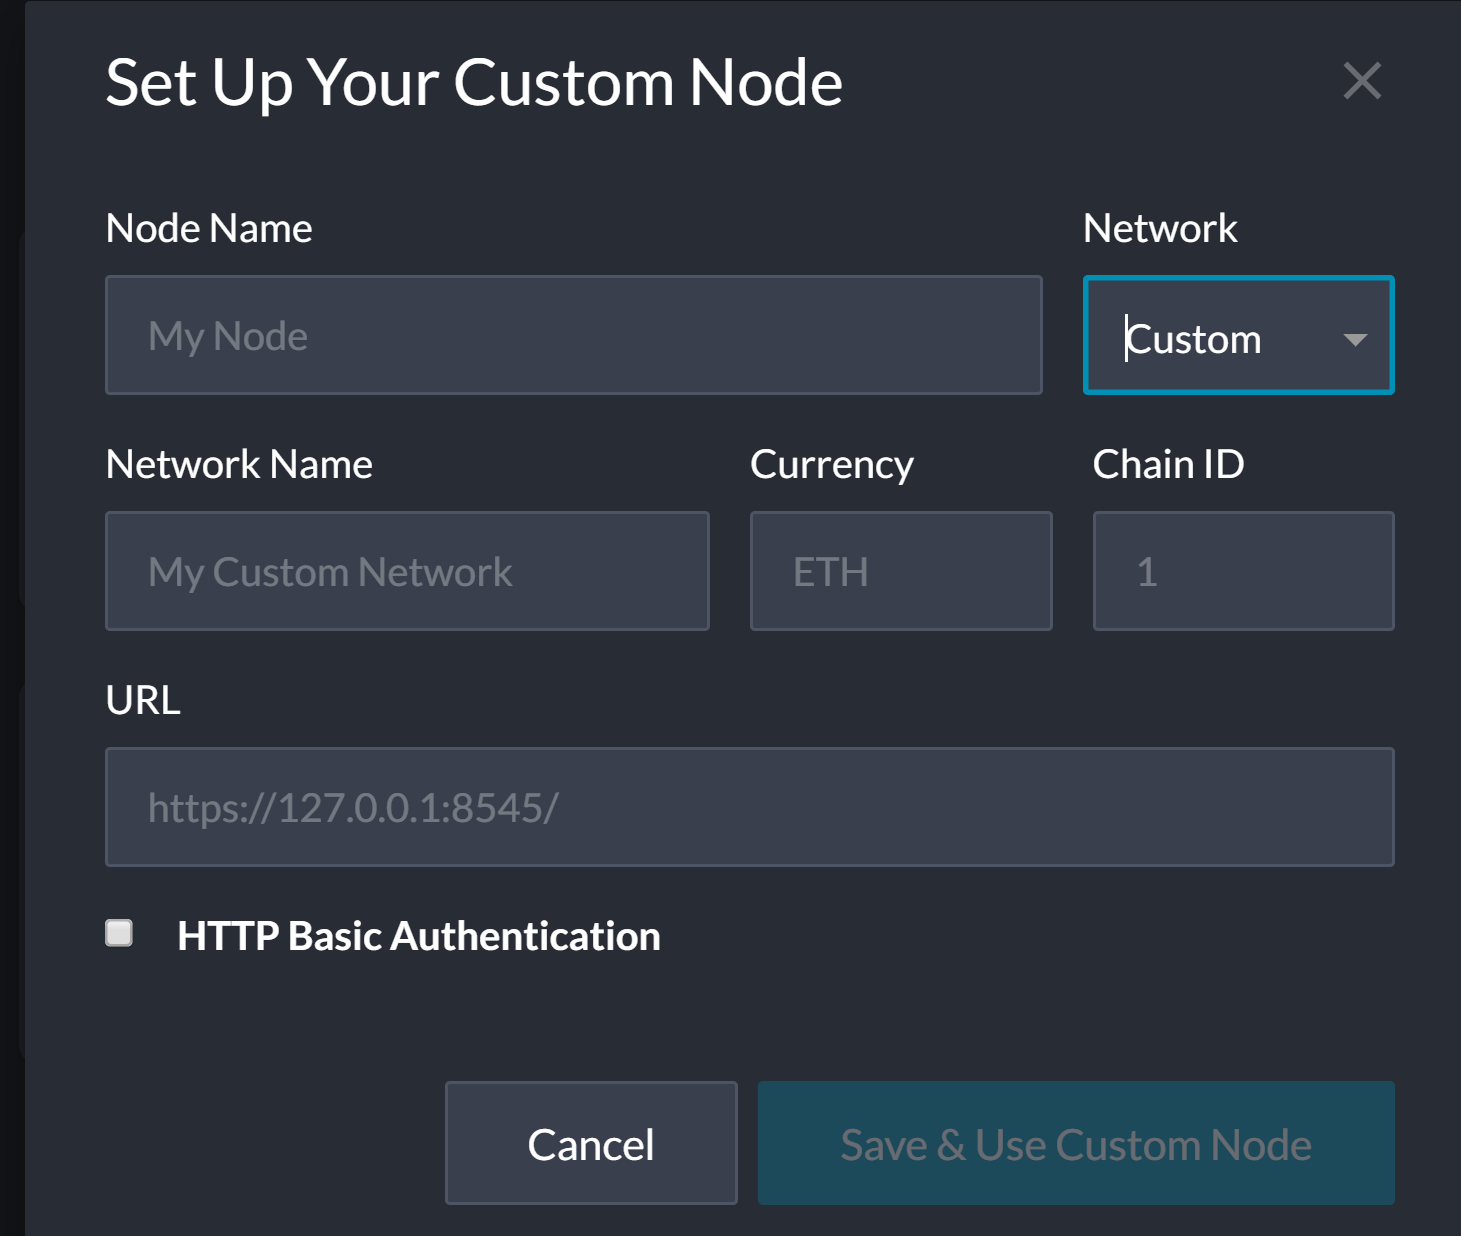 Set Up Your Custom Node
Node Name
Network
My Node
Custom
Network Name
Currency
Chain ID
My Custom Network
ETH
1
URL
https://127.0.0.1:8545/
HTTP Basic Authentication
Cancel
Save & Use Custom Node